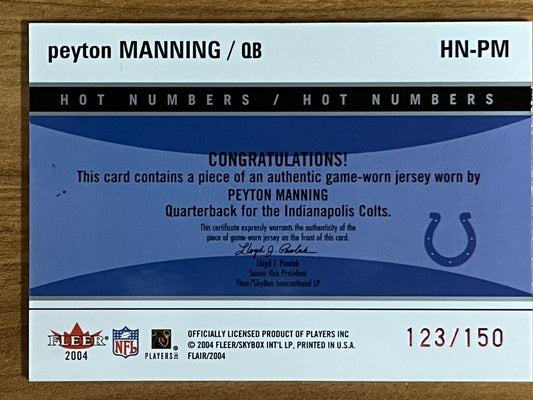 peyton MANNING / QB
HN-PM
HOT NUMBERS / HOT NUMBERS
CONGRATULATIONS!
This card contains a piece of an authentic game-worn jersey worn by
PEYTON MANNING
Quarterback for the Indianapolis Colts.
This certificate expressly warrants the authenticity of the
piece of game-worn jersey on the front of this card.
Lloyd J. Pawlak
Lloyd J. Pawlak
Senior Vice President
Fleer/SkyBox International LP
FLEER
2004
NFL
PLAYERS INC
OFFICIALLY LICENSED PRODUCT OF PLAYERS INC
© 2004 FLEER/SKYBOX INT'L LP, PRINTED IN U.S.A.
FLAIR/2004
123/150